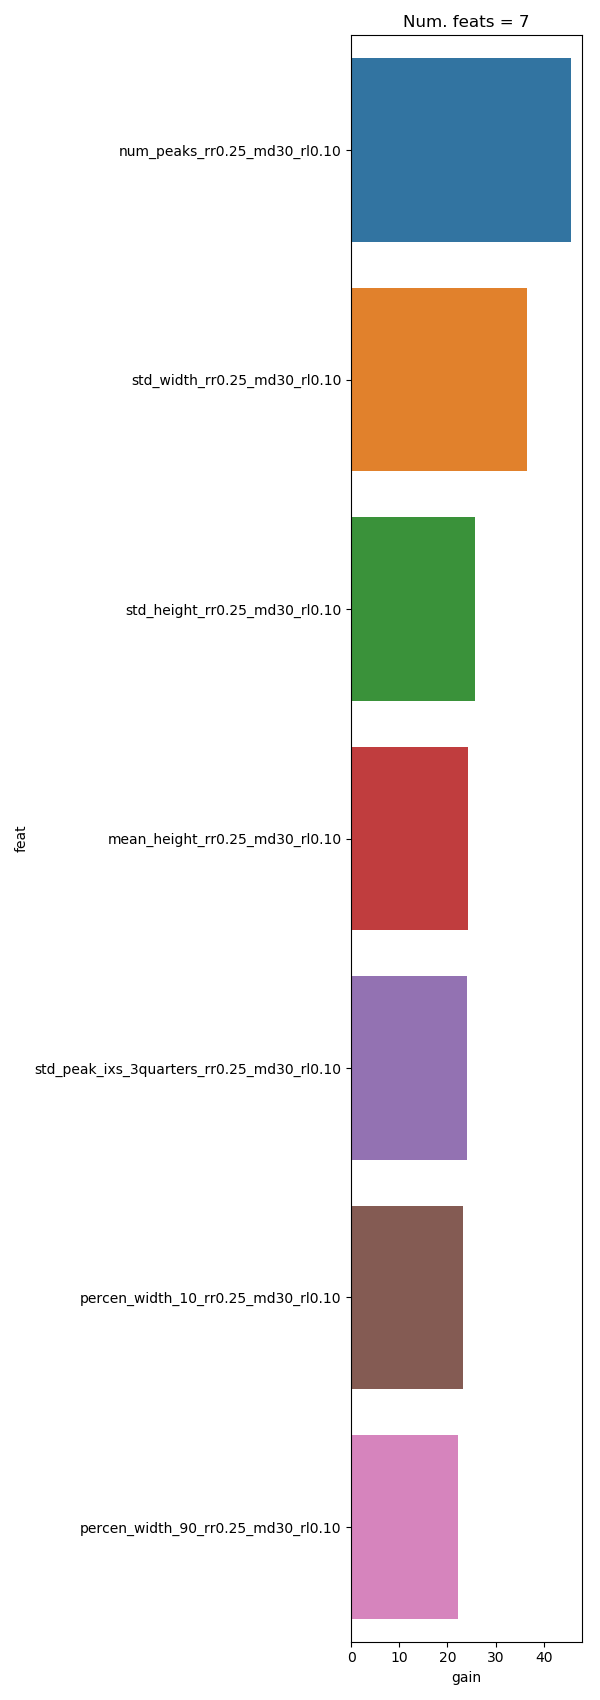 Num. feats = 7
num_peaks_rr0.25_md30_rl0.10
std_width_rr0.25_md30_rl0.10
std_height_rr0.25_md30_rl0.10
mean_height_rr0.25_md30_rl0.10
std_peak_ixs_3quarters_rr0.25_md30_rl0.10
percen_width_10_rr0.25_md30_rl0.10
percen_width_90_rr0.25_md30_rl0.10
feat
0 10 20 30 40
gain